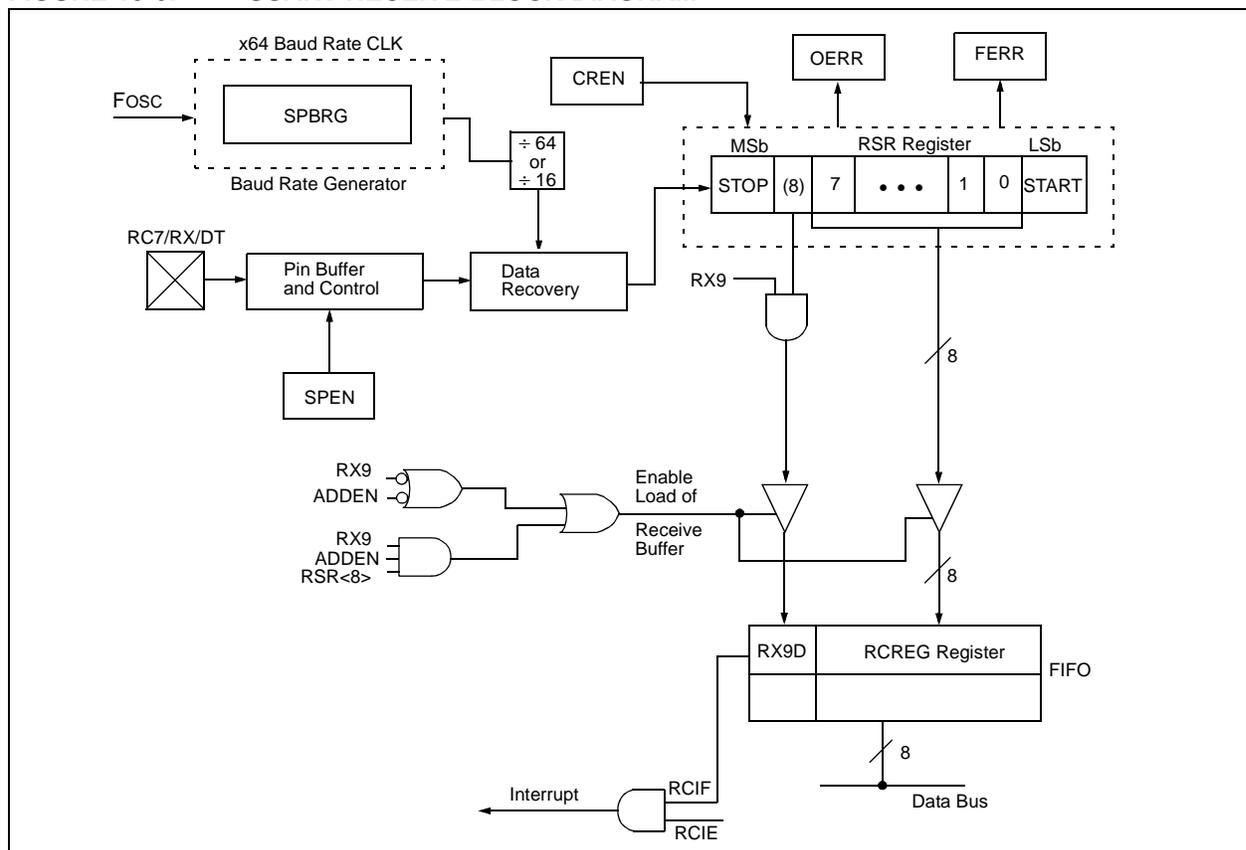 x64 Baud Rate CLK
FOSC
SPBRG
Baud Rate Generator
÷ 64
or
÷ 16
CREN
OERR
FERR
MSb
RSR Register
LSb
STOP
(8)
7
• • •
1
0
START
RC7/RX/DT
Pin Buffer
and Control
Data
Recovery
SPEN
RX9
8
RX9
ADDEN
RX9
ADDEN
RSR<8>
Enable
Load of
Receive
Buffer
8
RX9D
RCREG Register
FIFO
8
Data Bus
Interrupt
RCIF
RCIE